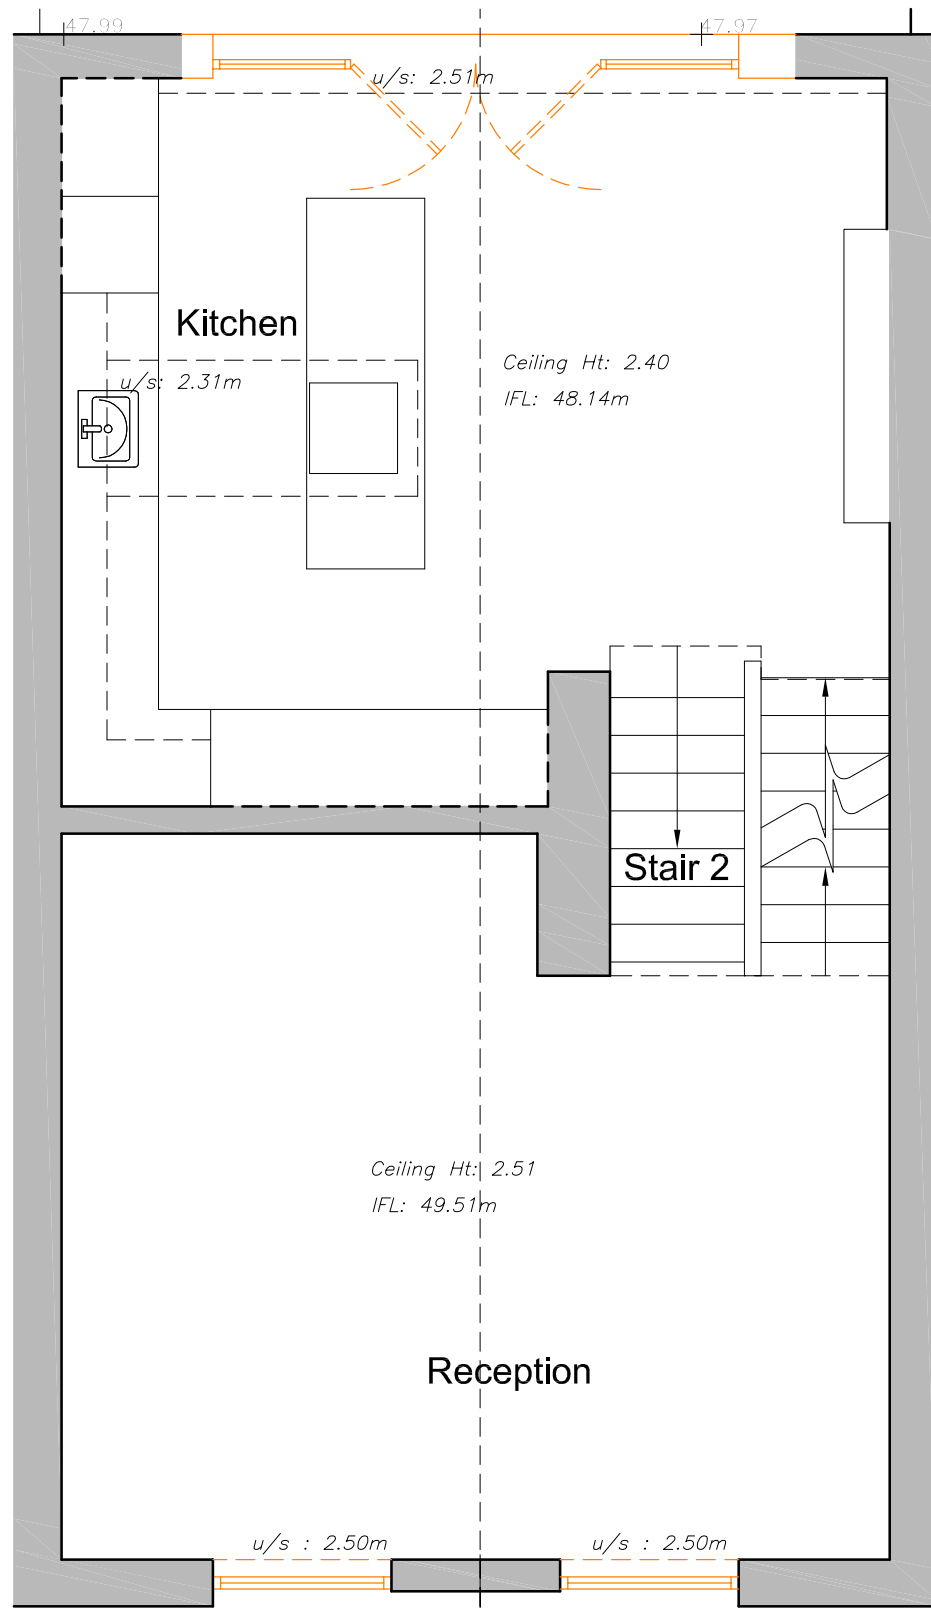 47.99
47.97
u/s: 2.51m
Kitchen
Ceiling Ht: 2.40
u/s: 2.31m
IFL: 48.14m
Stair 2
Ceiling Ht: 2.51
IFL: 49.51m
Reception
u/s : 2.50m
u/s : 2.50m